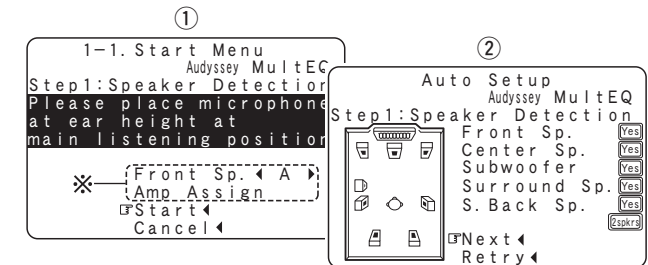 ①
1-1. Start Menu
Audyssey MultEQ
Step1:Speaker Detection
Please place microphone
at ear height at
main listening position
※
Front Sp. ◀ A ▶
Amp Assign
☞Start◀
Cancel◀
②
Auto Setup
Audyssey MultEQ
Step1:Speaker Detection
Front Sp. Yes
Center Sp. Yes
Subwoofer Yes
Surround Sp. Yes
S. Back Sp. Yes
2spkrs
☞Next◀
Retry◀